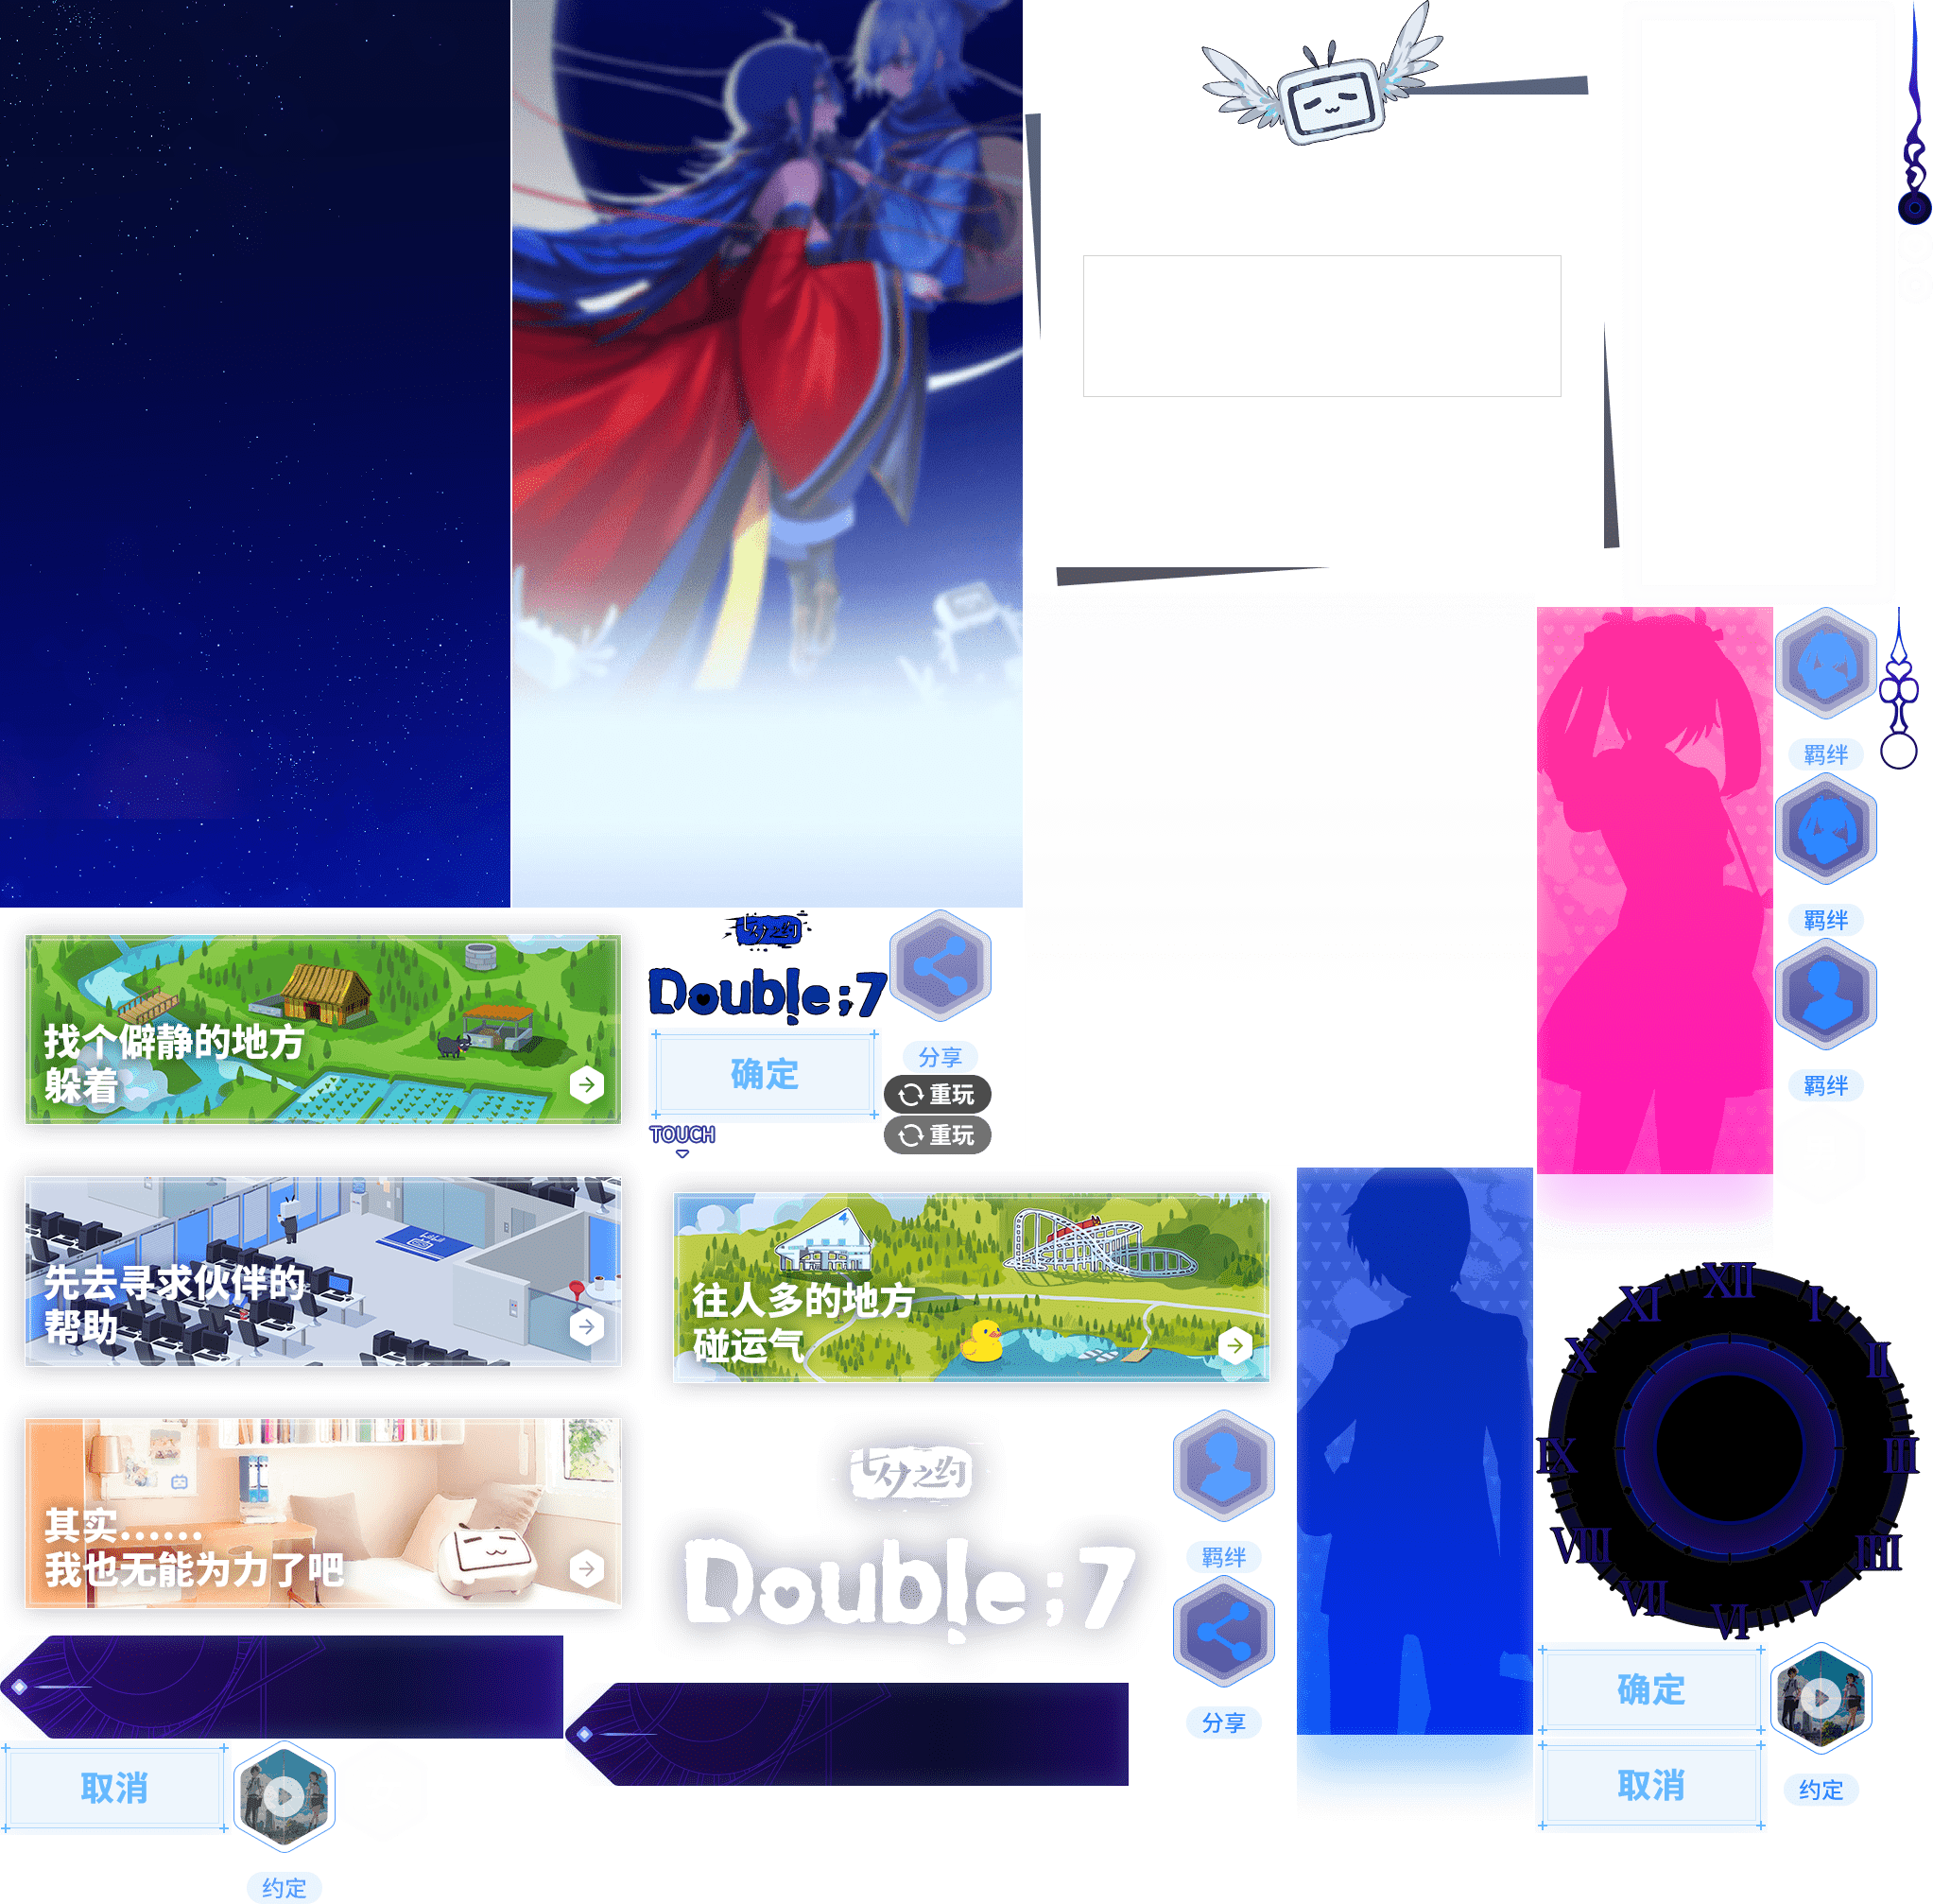 七夕之约
Double;7
确定
分享
重玩
重玩
TOUCH
羁绊
羁绊
羁绊
找个僻静的地方
躲着
先去寻求伙伴的
帮助
往人多的地方
碰运气
其实……
我也无能为力了吧
七夕之约
Double;7
羁绊
分享
XII
I
II
III
IIII
V
VI
VII
VIII
IX
X
XI
确定
取消
约定
取消
约定